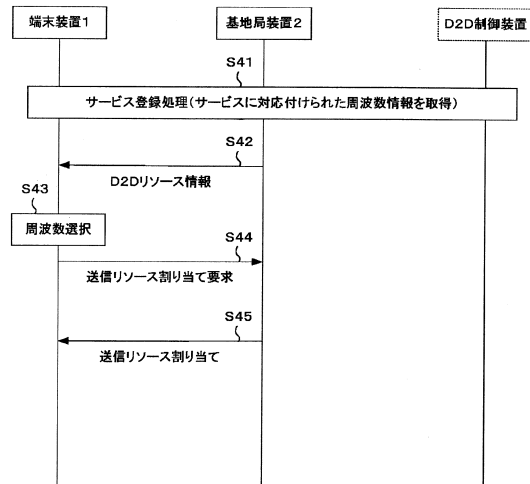 端末装置1
基地局装置2
D2D制御装置
S41
サービス登録処理(サービスに対応付けられた周波数情報を取得)
S42
D2Dリソース情報
S43
周波数選択
S44
送信リソース割り当て要求
S45
送信リソース割り当て